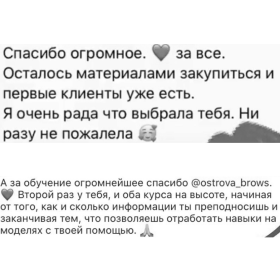 Спасибо огромное. 🖤 за все.
Осталось материалами закупиться и
первые клиенты уже есть.
Я очень рада что выбрала тебя. Ни
разу не пожалела 🥰
А за обучение огромнейшее спасибо @ostrova_brows.
🖤 Второй раз у тебя, и оба курса на высоте, начиная
от того, как и сколько информации ты преподносишь и
заканчивая тем, что позволяешь отработать навыки на
моделях с твоей помощью. 🙏